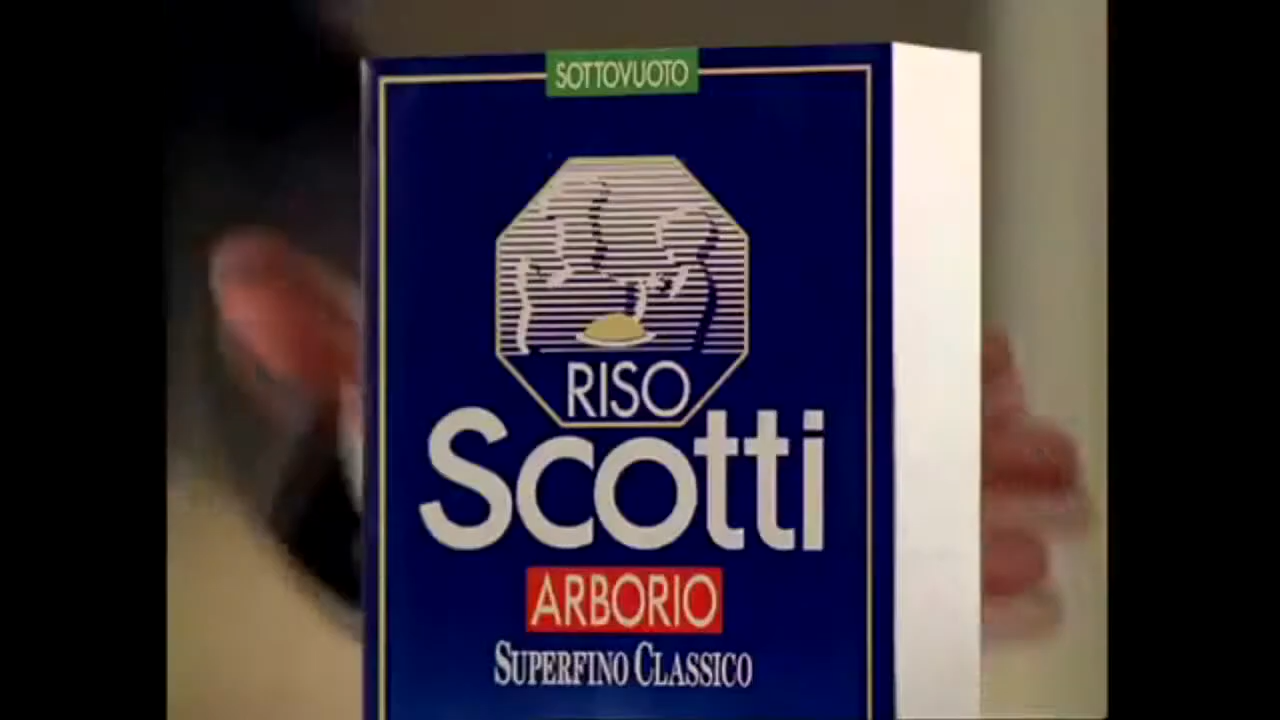 SOTTOVUOTO
RISO
Scotti
ARBORIO
SUPERFINO CLASSICO